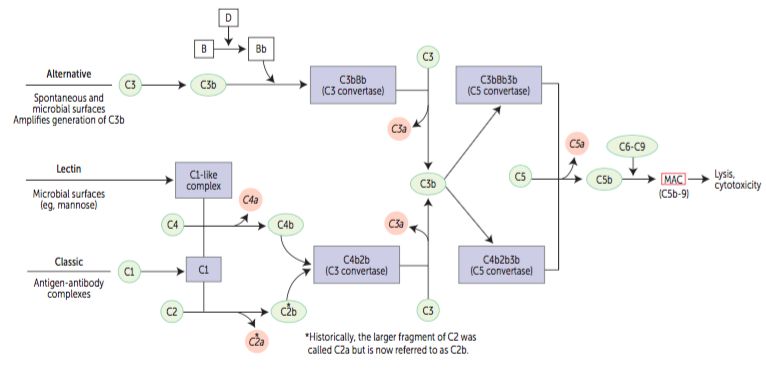 D
B
Bb
Alternative
Spontaneous and
microbial surfaces
Amplifies generation of C3b
C3
C3b
C3bBb
(C3 convertase)
C3
C3a
C3bBb3b
(C5 convertase)
Lectin
Microbial surfaces
(eg, mannose)
C1-like
complex
C4
C4a
C4b
C3b
C3a
C5
C5a
C5b
C6-C9
MAC
(C5b-9)
Lysis,
cytotoxicity
Classic
Antigen-antibody
complexes
C1
C1
C4b2b
(C3 convertase)
C4b2b3b
(C5 convertase)
C2
C2a*
C2b*
C3
*Historically, the larger fragment of C2 was
called C2a but is now referred to as C2b.